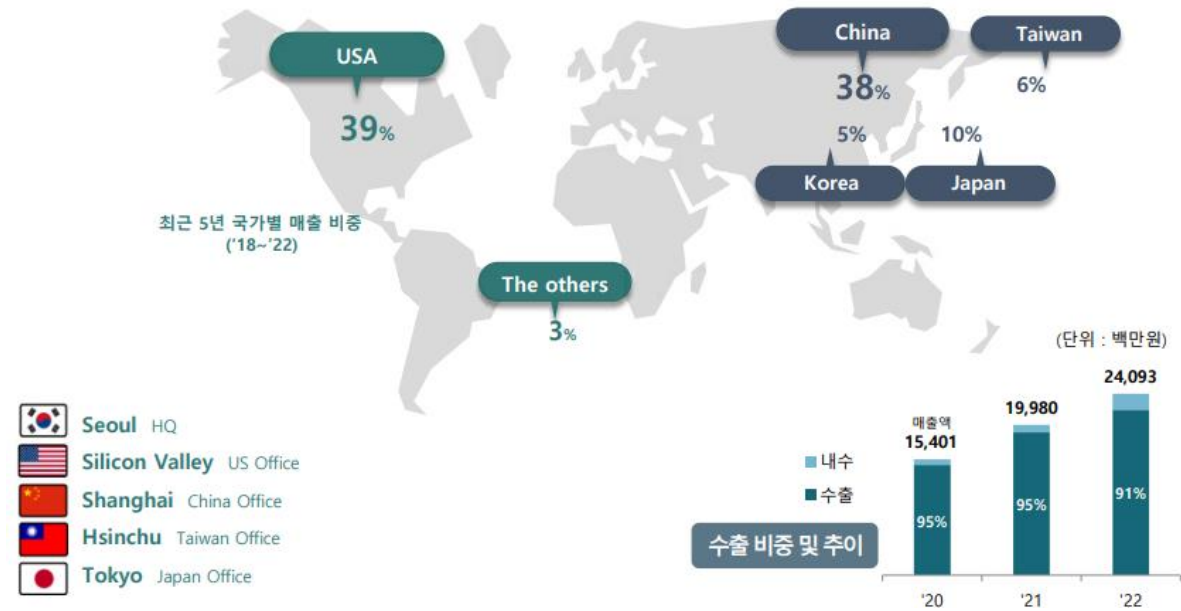 USA
39%
China
38%
Taiwan
6%
5%
Korea
10%
Japan
최근 5년 국가별 매출 비중
('18~'22)
The others
3%
Seoul HQ
Silicon Valley US Office
Shanghai China Office
Hsinchu Taiwan Office
Tokyo Japan Office
(단위 : 백만원)
내수
수출
수출 비중 및 추이
매출액
15,401
95%
'20
19,980
95%
'21
24,093
91%
'22